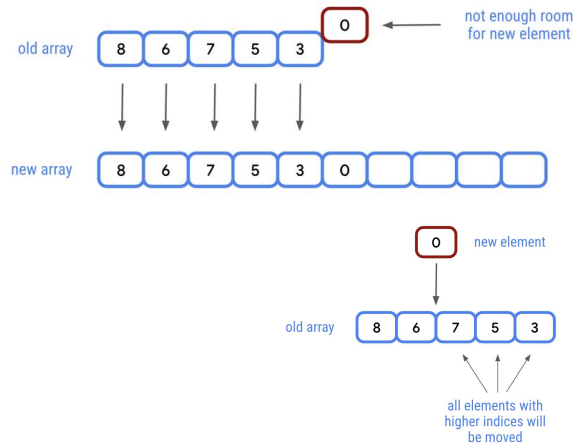 0
not enough room
for new element
old array
8 6 7 5 3
new array
8 6 7 5 3 0
0
new element
old array
8 6 7 5 3
all elements with
higher indices will
be moved